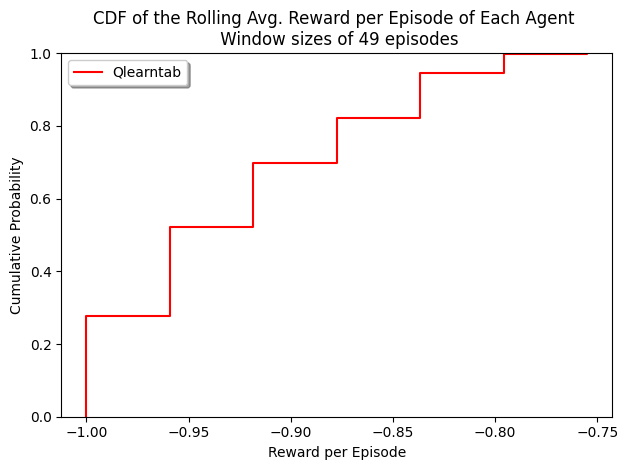 CDF of the Rolling Avg. Reward per Episode of Each Agent
Window sizes of 49 episodes
Qlearntab
Cumulative Probability
1.0
0.8
0.6
0.4
0.2
0.0
−1.00
−0.95
−0.90
−0.85
−0.80
−0.75
Reward per Episode